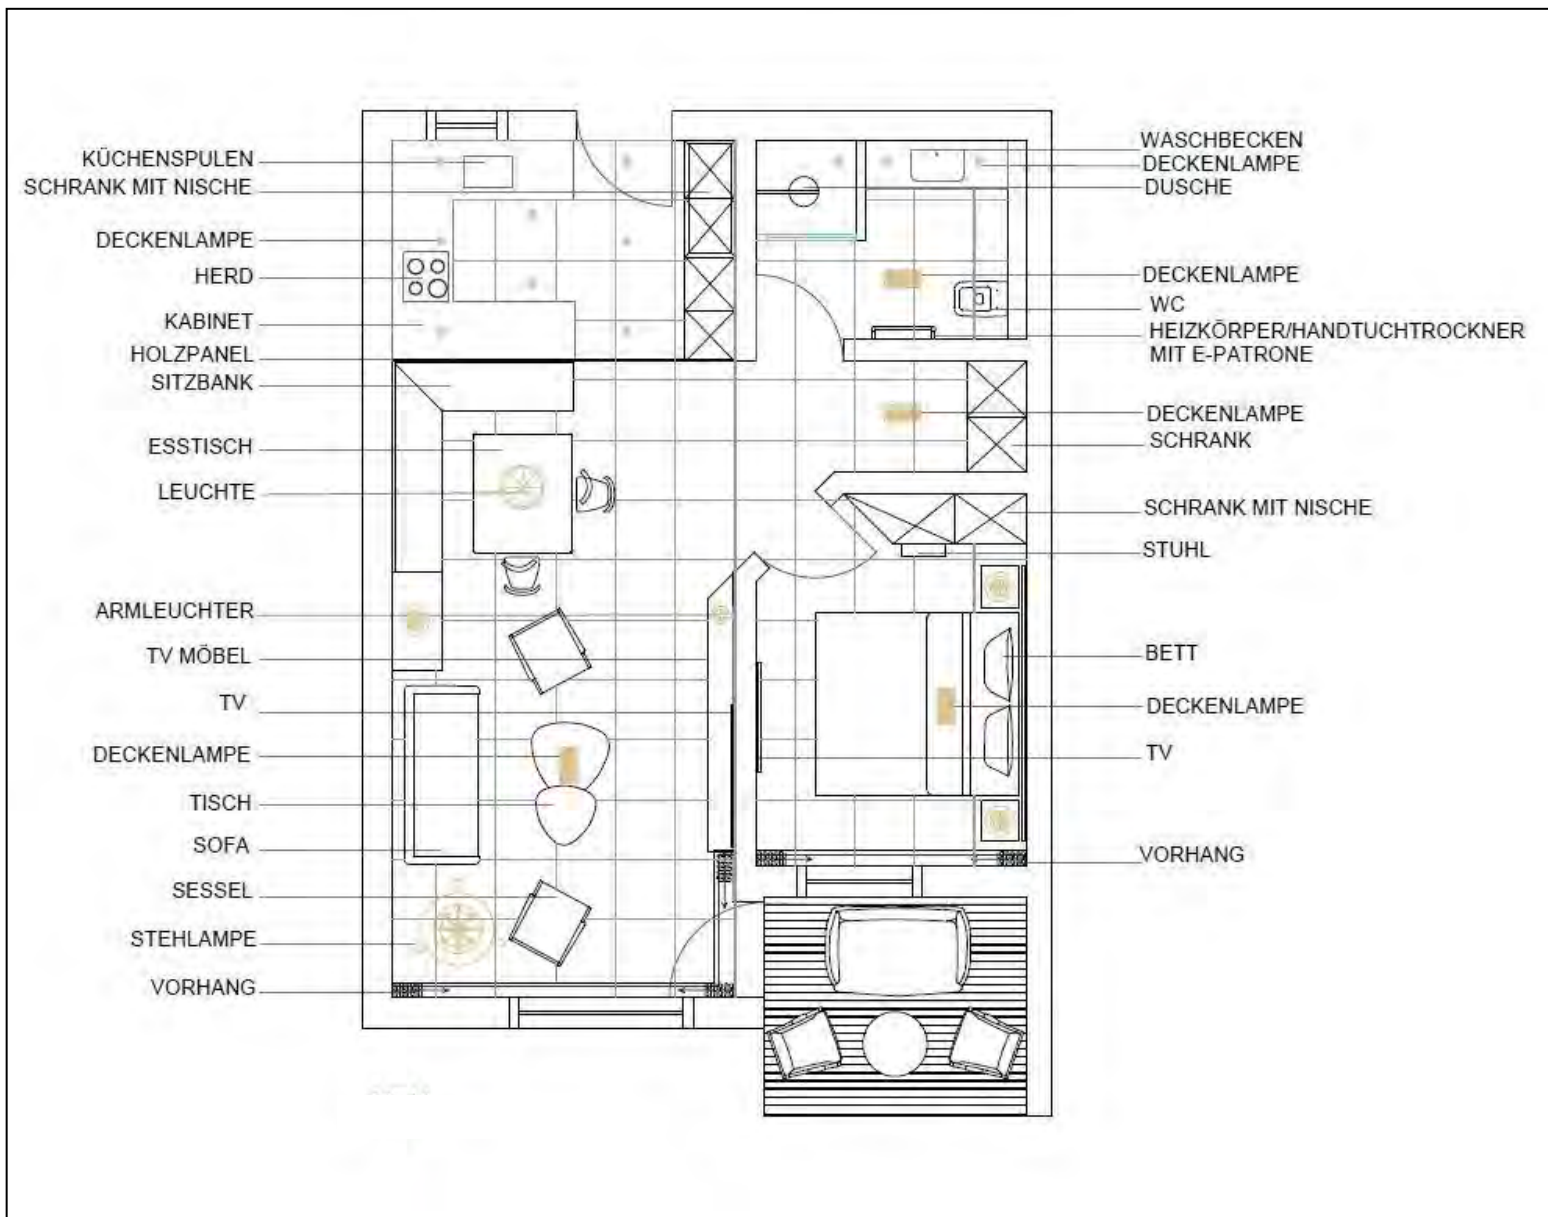 KÜCHENSPULEN
SCHRANK MIT NISCHE
DECKENLAMPE
HERD
KABINET
HOLZPANEL
SITZBANK
ESSTISCH
LEUCHTE
ARMLEUCHTER
TV MÖBEL
TV
DECKENLAMPE
TISCH
SOFA
SESSEL
STEHLAMPE
VORHANG
WASCHBECKEN
DECKENLAMPE
DUSCHE
DECKENLAMPE
WC
HEIZKÖRPER/HANDTUCHTROCKNER
MIT E-PATRONE
DECKENLAMPE
SCHRANK
SCHRANK MIT NISCHE
STUHL
BETT
DECKENLAMPE
TV
VORHANG